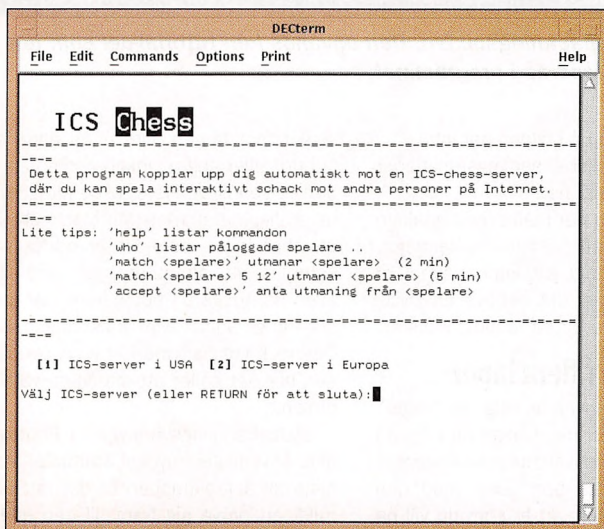 DECterm
File Edit Commands Options Print Help
ICS Chess
-=-=-=-=-=-=-=-=-=-=-=-=-=-=-=-=-=-=-=-=-=-=-=-=-=-=-=-=-=-=-=-=-=-=-=-=-=-=-=-
-=-=
Detta program kopplar upp dig automatiskt mot en ICS-chess-server,
där du kan spela interaktivt schack mot andra personer på Internet.
-=-=-=-=-=-=-=-=-=-=-=-=-=-=-=-=-=-=-=-=-=-=-=-=-=-=-=-=-=-=-=-=-=-=-=-=-=-=-=-
-=-=
Lite tips: 'help' listar kommandon
'who' listar påloggade spelare ..
'match <spelare>' utmanar <spelare> (2 min)
'match <spelare> 5 12' utmanar <spelare> (5 min)
'accept <spelare>' anta utmaning från <spelare>
-=-=-=-=-=-=-=-=-=-=-=-=-=-=-=-=-=-=-=-=-=-=-=-=-=-=-=-=-=-=-=-=-=-=-=-=-=-=-=-
-=-=
[1] ICS-server i USA [2] ICS-server i Europa
Välj ICS-server (eller RETURN för att sluta):